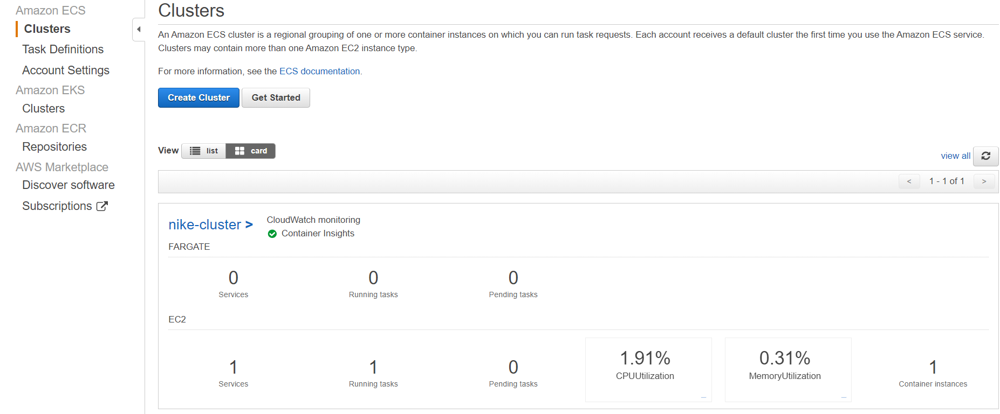 Amazon ECS
Clusters
Task Definitions
Account Settings
Amazon EKS
Clusters
Amazon ECR
Repositories
AWS Marketplace
Discover software
Subscriptions
Clusters
An Amazon ECS cluster is a regional grouping of one or more container instances on which you can run task requests. Each account receives a default cluster the first time you use the Amazon ECS service.
Clusters may contain more than one Amazon EC2 instance type.
For more information, see the ECS documentation.
Create Cluster Get Started
View list card
view all
< 1 - 1 of 1 >
nike-cluster >
CloudWatch monitoring
Container Insights
FARGATE
0 0 0
Services Running tasks Pending tasks
EC2
1 1 0 1.91% 0.31% 1
Services Running tasks Pending tasks CPUUtilization MemoryUtilization Container instances